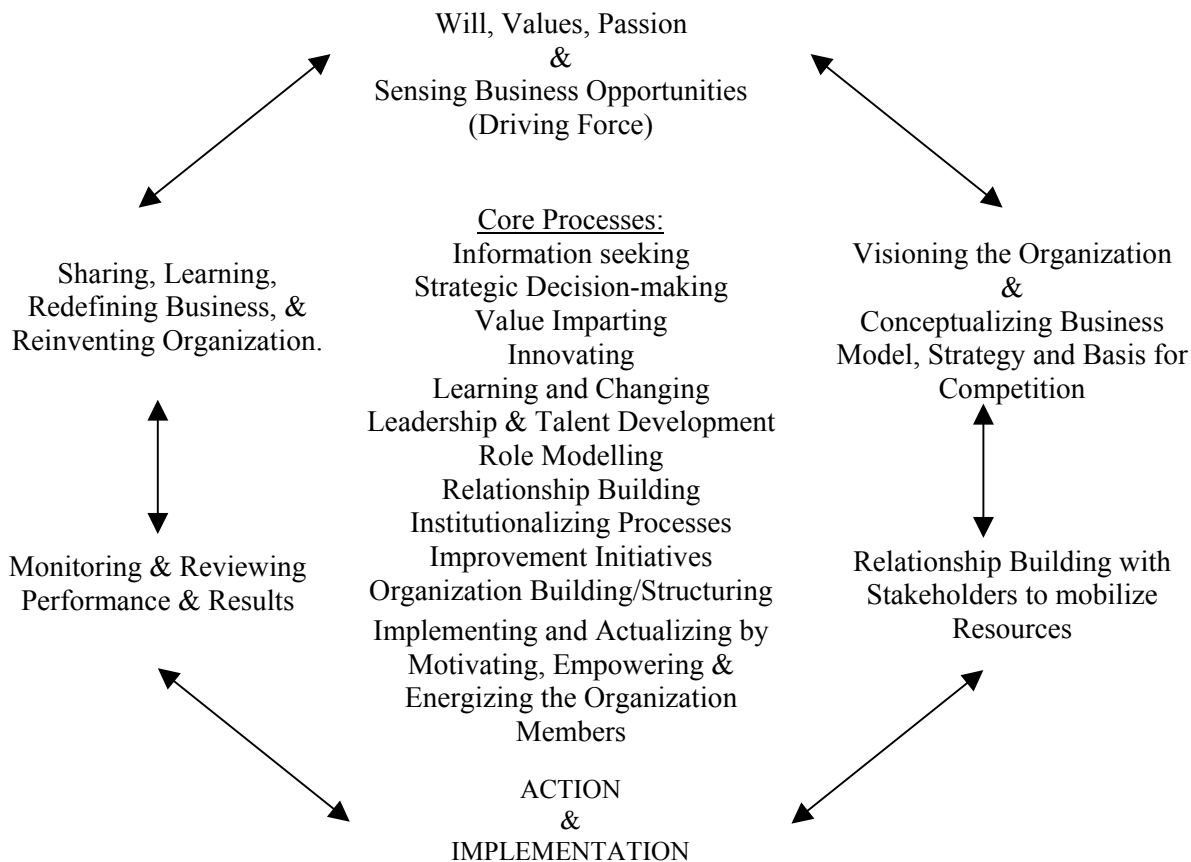 Will, Values, Passion
&
Sensing Business Opportunities
(Driving Force)
Sharing, Learning,
Redefining Business, &
Reinventing Organization.
Core Processes:
Information seeking
Strategic Decision-making
Value Imparting
Innovating
Learning and Changing
Leadership & Talent Development
Role Modelling
Relationship Building
Institutionalizing Processes
Improvement Initiatives
Organization Building/Structuring
Implementing and Actualizing by
Motivating, Empowering &
Energizing the Organization
Members
Visioning the Organization
&
Conceptualizing Business
Model, Strategy and Basis for
Competition
Monitoring & Reviewing
Performance & Results
Relationship Building with
Stakeholders to mobilize
Resources
ACTION
&
IMPLEMENTATION